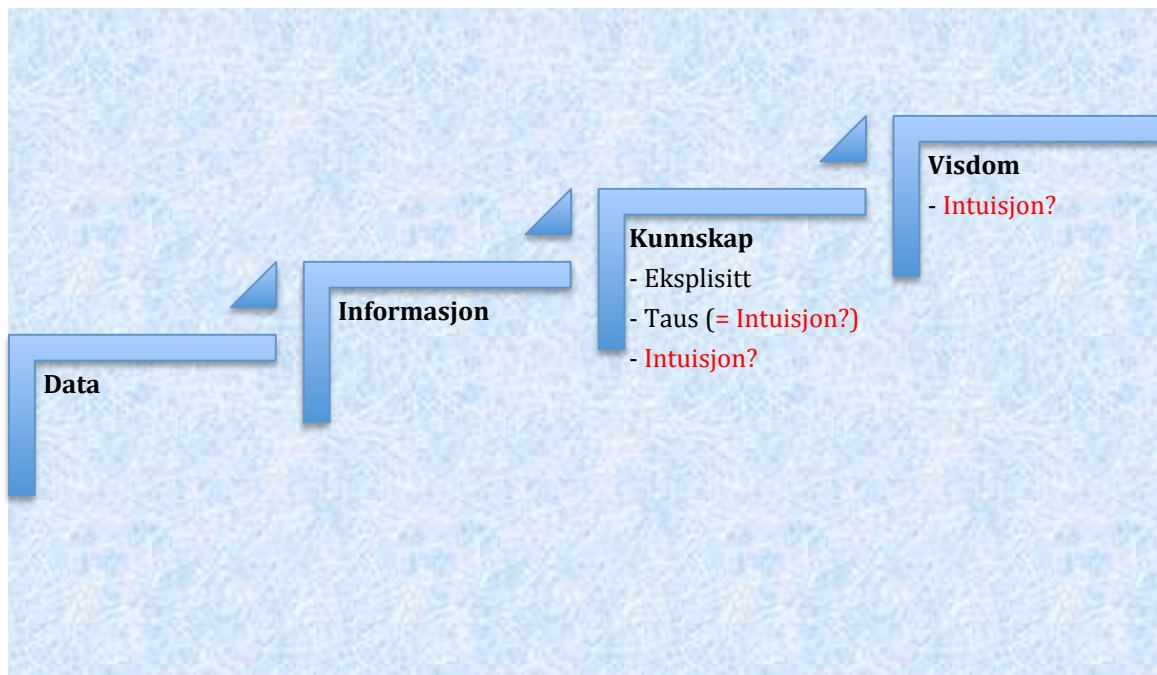 Data
Informasjon
Kunnskap
- Eksplisitt
- Taus (= Intuisjon?)
- Intuisjon?
Visdom
- Intuisjon?